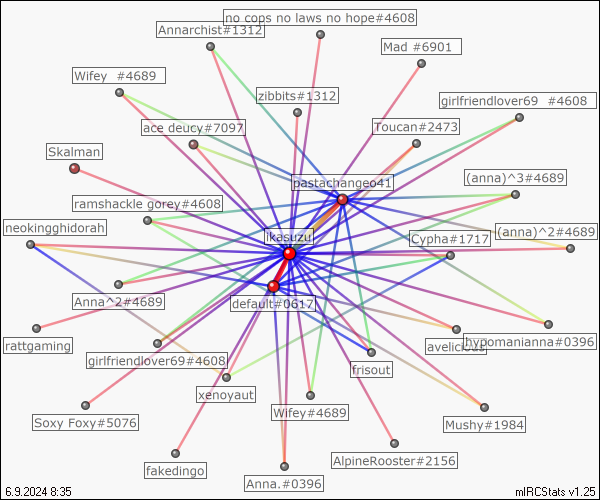 no cops no laws no hope#4608
Annarchist#1312
Mad #6901
Wifey #4689
zibbits#1312
girlfriendlover69 #4608
ace deucy#7097
Toucan#2473
Skalman
pastachangeo41
(anna)^3#4689
ramshackle gorey#4608
neokingghidorah
ikasuzu
Cypha#1717
(anna)^2#4689
Anna^2#4689
default#0617
rattgaming
avelicious
hypomanianna#0396
girlfriendlover69#4608
frisout
xenoyaut
Soxy Foxy#5076
Wifey#4689
Mushy#1984
fakedingo
AlpineRooster#2156
Anna.#0396
6.9.2024 8:35
mIRCStats v1.25